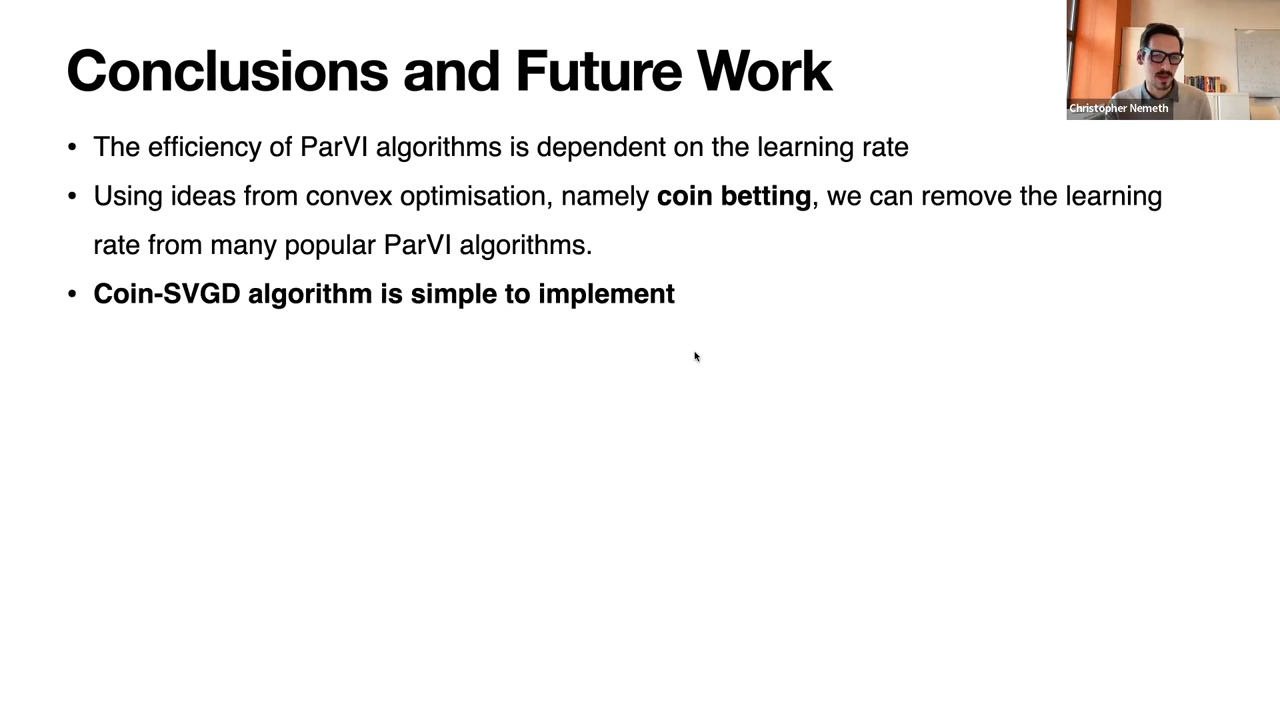 Conclusions and Future Work
Christopher Nemeth
• The efficiency of ParVI algorithms is dependent on the learning rate
• Using ideas from convex optimisation, namely coin betting, we can remove the learning
rate from many popular ParVI algorithms.
• Coin-SVGD algorithm is simple to implement